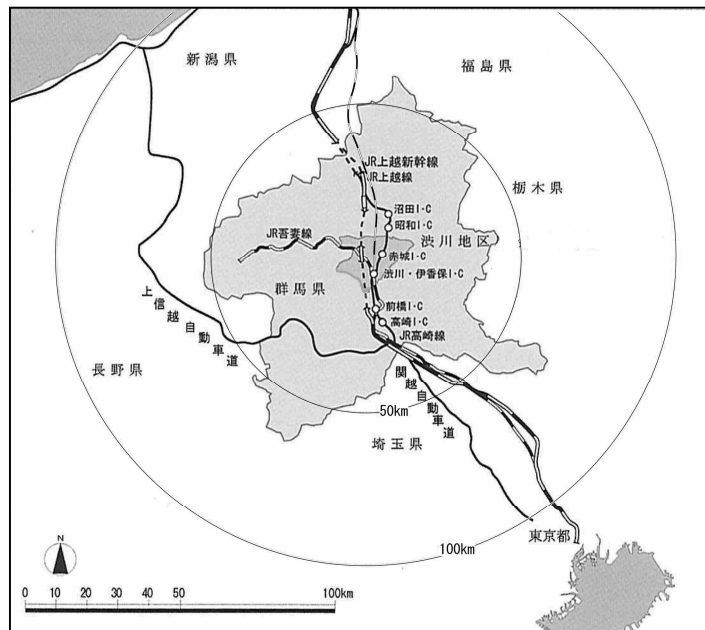 新潟県
福島県
JR上越新幹線
JR上越線
栃木県
沼田I・C
昭和I・C
JR吾妻線
渋川地区
赤城I・C
渋川・伊香保I・C
群馬県
前橋I・C
高崎I・C
JR高崎線
上信越自動車道
長野県
関越自動車道
50km
埼玉県
東京都
100km
N
0 10 20 30 40 50 100km